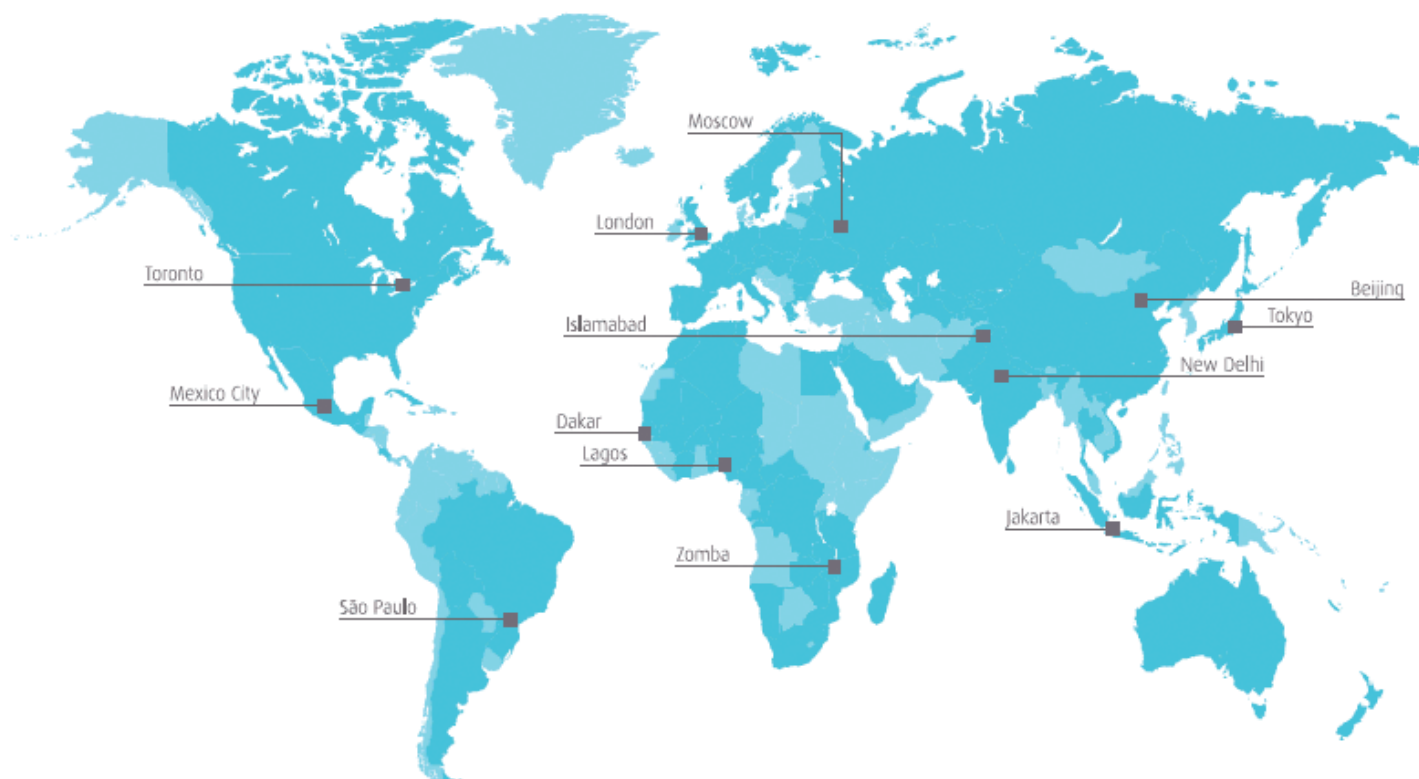 Moscow
London
Toronto
Beijing
Tokyo
Islamabad
New Delhi
Mexico City
Dakar
Lagos
Jakarta
Zomba
São Paulo